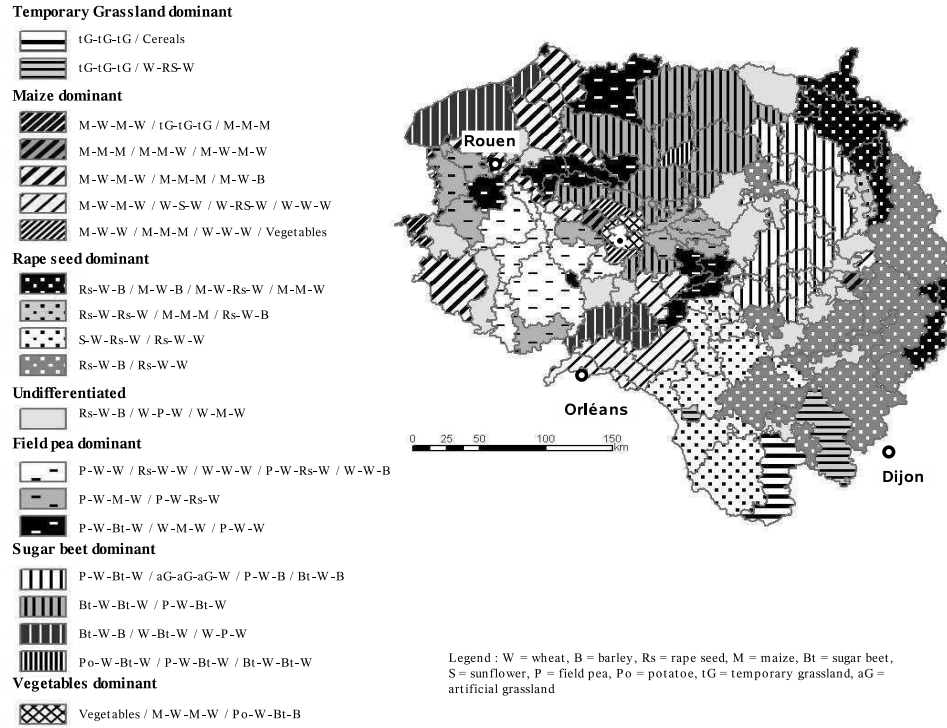 Temporary Grassland dominant
tG-tG-tG / Cereals
tG-tG-tG / W-RS-W
Maize dominant
M-W-M-W / tG-tG-tG / M-M-M
M-M-M / M-M-W / M-W-M-W
M-W-M-W / M-M-M / M-W-B
M-W-M-W / W-S-W / W-RS-W / W-W-W
M-W-W / M-M-M / W-W-W / Vegetables
Rape seed dominant
Rs-W-B / M-W-B / M-W-Rs-W / M-M-W
Rs-W-Rs-W / M-M-M / Rs-W-B
S-W-Rs-W / Rs-W-W
Rs-W-B / Rs-W-W
Undifferentiated
Rs-W-B / W-P-W / W-M-W
Field pea dominant
P-W-W / Rs-W-W / W-W-W / P-W-Rs-W / W-W-B
P-W-M-W / P-W-Rs-W
P-W-Bt-W / W-M-W / P-W-W
Sugar beet dominant
P-W-Bt-W / aG-aG-aG-W / P-W-B / Bt-W-B
Bt-W-Bt-W / P-W-Bt-W
Bt-W-B / W-Bt-W / W-P-W
Po-W-Bt-W / P-W-Bt-W / Bt-W-Bt-W
Vegetables dominant
Vegetables / M-W-M-W / Po-W-Bt-B
Rouen
Orléans
Dijon
0 25 50 100 150
km
Legend : W = wheat, B = barley, Rs = rape seed, M = maize, Bt = sugar beet,
S = sunflower, P = field pea, Po = potatoe, tG = temporary grassland, aG =
artificial grassland